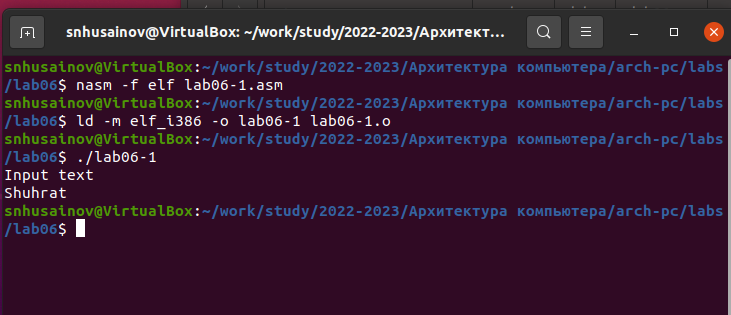 snhusainov@VirtualBox: ~/work/study/2022-2023/Архитект...
snhusainov@VirtualBox:~/work/study/2022-2023/Архитектура компьютера/arch-pc/labs
/lab06$ nasm -f elf lab06-1.asm
snhusainov@VirtualBox:~/work/study/2022-2023/Архитектура компьютера/arch-pc/labs
/lab06$ ld -m elf_i386 -o lab06-1 lab06-1.o
snhusainov@VirtualBox:~/work/study/2022-2023/Архитектура компьютера/arch-pc/labs
/lab06$ ./lab06-1
Input text
Shuhrat
snhusainov@VirtualBox:~/work/study/2022-2023/Архитектура компьютера/arch-pc/labs
/lab06$